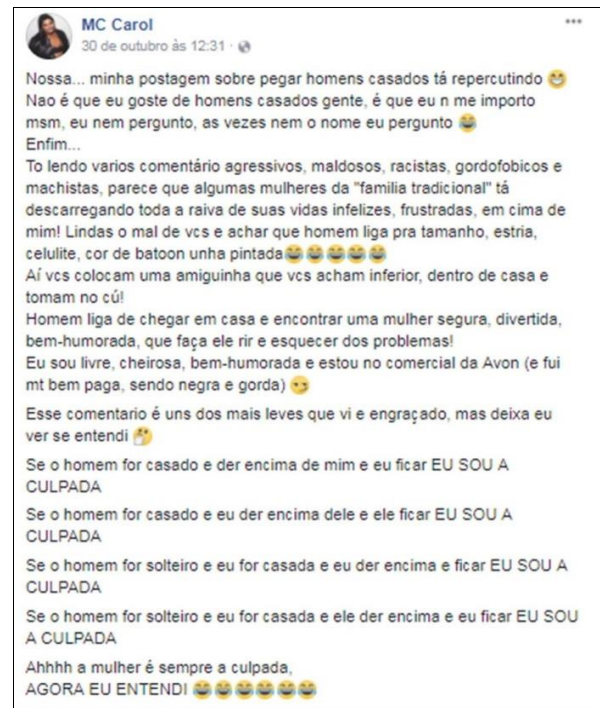 MC Carol
30 de outubro às 12:31 ·
Nossa... minha postagem sobre pegar homens casados tá repercutindo 😁
Nao é que eu goste de homens casados gente, é que eu n me importo
msm, eu nem pergunto, as vezes nem o nome eu pergunto 😂
Enfim...
To lendo varios comentário agressivos, maldosos, racistas, gordofobicos e
machistas, parece que algumas mulheres da "familia tradicional" tá
descarregando toda a raiva de suas vidas infelizes, frustradas, em cima de
mim! Lindas o mal de vcs e achar que homem liga pra tamanho, estria,
celulite, cor de batoon unha pintada😂😂😂😂😂
Aí vcs colocam uma amiguinha que vcs acham inferior, dentro de casa e
tomam no cú!
Homem liga de chegar em casa e encontrar uma mulher segura, divertida,
bem-humorada, que faça ele rir e esquecer dos problemas!
Eu sou livre, cheirosa, bem-humorada e estou no comercial da Avon (e fui
mt bem paga, sendo negra e gorda) 😏
Esse comentario é uns dos mais leves que vi e engraçado, mas deixa eu
ver se entendi 🤔
Se o homem for casado e der encima de mim e eu ficar EU SOU A
CULPADA
Se o homem for casado e eu der encima dele e ele ficar EU SOU A
CULPADA
Se o homem for solteiro e eu for casada e eu der encima e ficar EU SOU A
CULPADA
Se o homem for solteiro e eu for casada e ele der encima e eu ficar EU SOU
A CULPADA
Ahhhh a mulher é sempre a culpada,
AGORA EU ENTENDI 😂😂😂😂😂😂